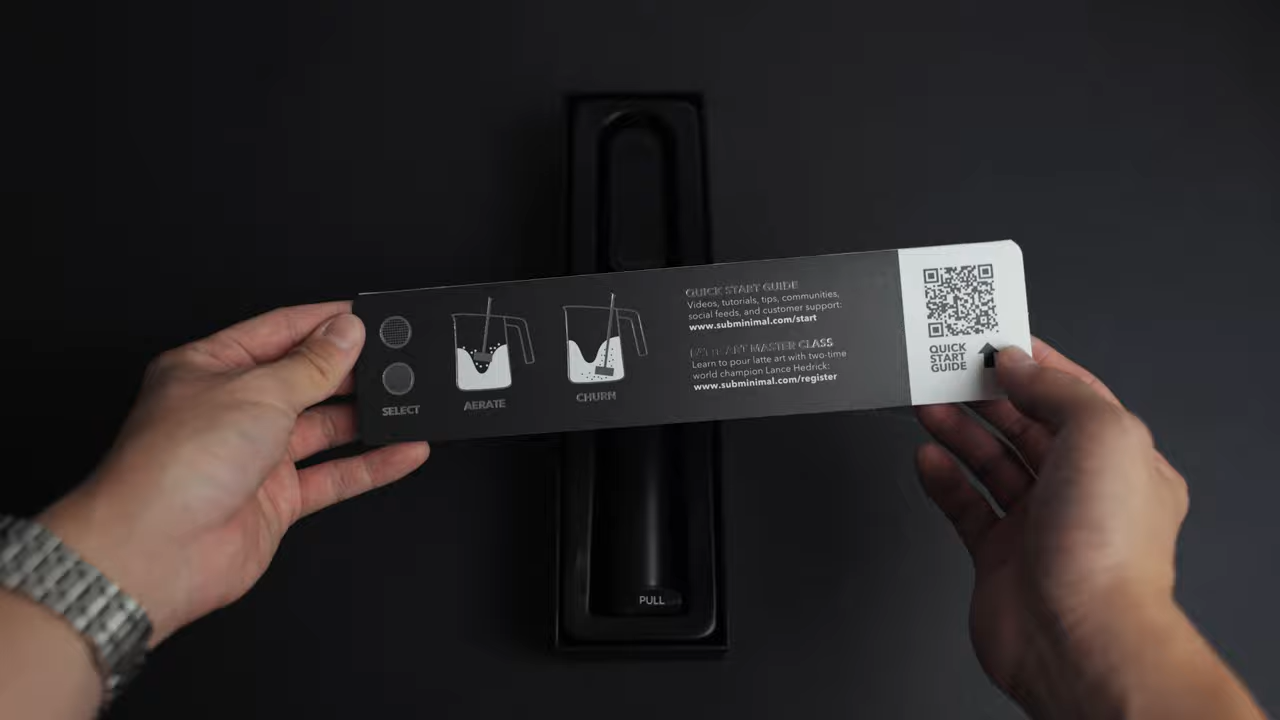 SELECT
AERATE
CHURN
QUICK START GUIDE
Videos, tutorials, tips, communities,
social feeds, and customer support:
www.subminimal.com/start
LATTE ART MASTER CLASS
Learn to pour latte art with two-time
world champion Lance Hedrick:
www.subminimal.com/register
QUICK
START
GUIDE
PULL